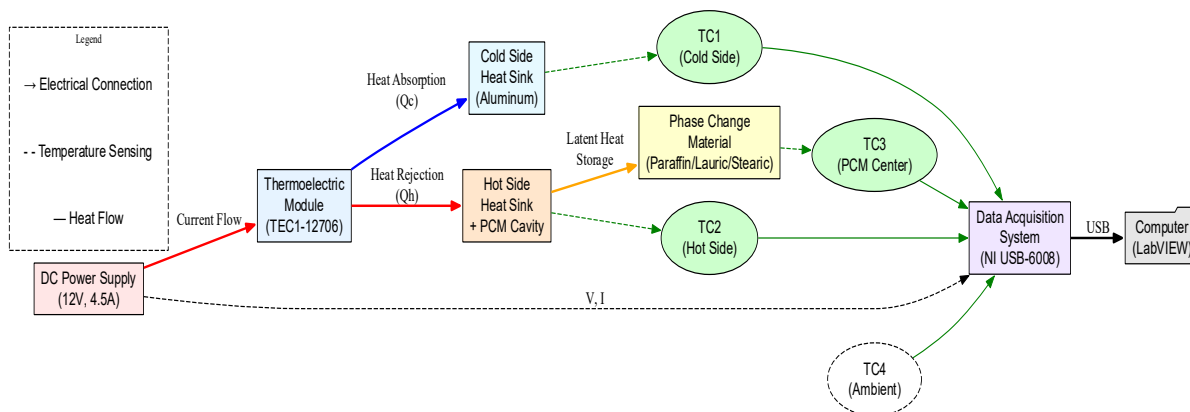 Legend
→ Electrical Connection
- - Temperature Sensing
— Heat Flow
DC Power Supply
(12V, 4.5A)
Current Flow
Thermoelectric
Module
(TEC1-12706)
Heat Absorption
(Qc)
Heat Rejection
(Qh)
Cold Side
Heat Sink
(Aluminum)
Hot Side
Heat Sink
+ PCM Cavity
Latent Heat
Storage
Phase Change
Material
(Paraffin/Lauric/Stearic)
TC1
(Cold Side)
TC3
(PCM Center)
TC2
(Hot Side)
V, I
TC4
(Ambient)
Data Acquisition
System
(NI USB-6008)
USB
Computer
(LabVIEW)